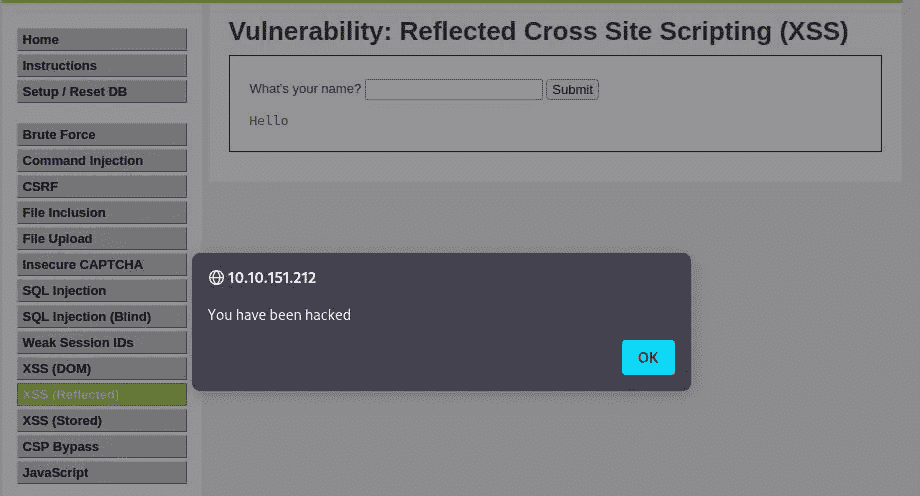 Home
Instructions
Setup / Reset DB
Brute Force
Command Injection
CSRF
File Inclusion
File Upload
Insecure CAPTCHA
SQL Injection
SQL Injection (Blind)
Weak Session IDs
XSS (DOM)
XSS (Reflected)
XSS (Stored)
CSP Bypass
JavaScript
Vulnerability: Reflected Cross Site Scripting (XSS)
What's your name? Submit
Hello
10.10.151.212
You have been hacked
OK